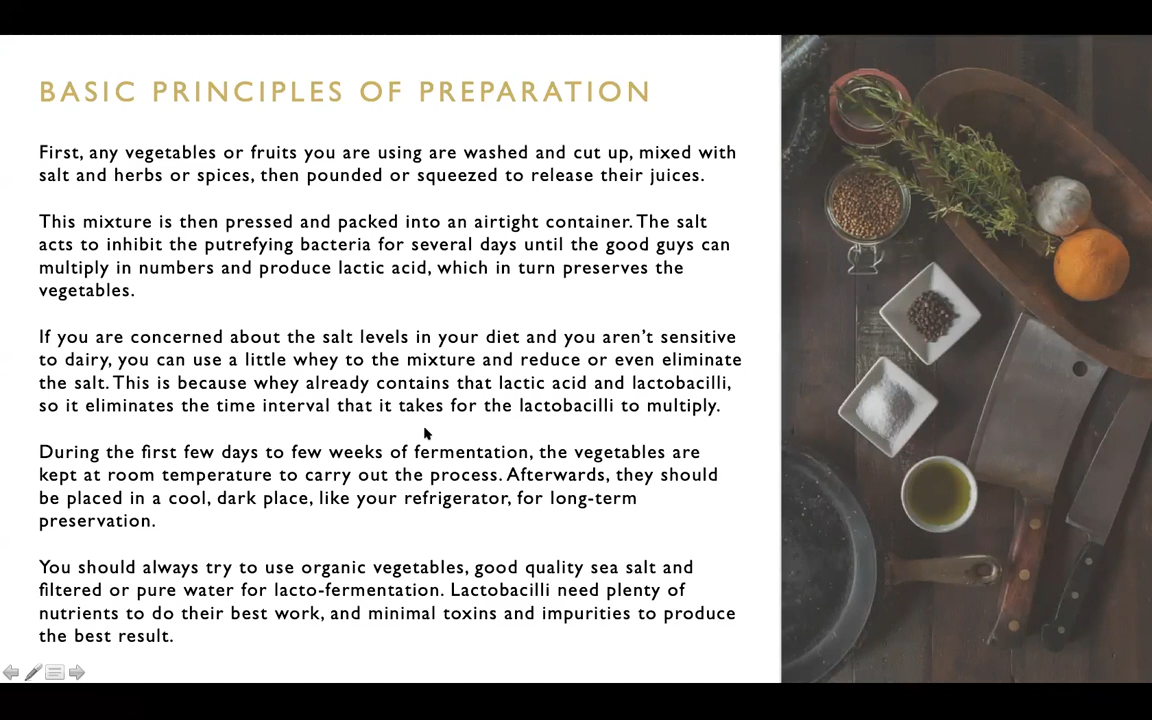 BASIC PRINCIPLES OF PREPARATION
First, any vegetables or fruits you are using are washed and cut up, mixed with
salt and herbs or spices, then pounded or squeezed to release their juices.
This mixture is then pressed and packed into an airtight container. The salt
acts to inhibit the putrefying bacteria for several days until the good guys can
multiply in numbers and produce lactic acid, which in turn preserves the
vegetables.
If you are concerned about the salt levels in your diet and you aren't sensitive
to dairy, you can use a little whey to the mixture and reduce or even eliminate
the salt. This is because whey already contains that lactic acid and lactobacilli,
so it eliminates the time interval that it takes for the lactobacilli to multiply.
During the first few days to few weeks of fermentation, the vegetables are
kept at room temperature to carry out the process. Afterwards, they should
be placed in a cool, dark place, like your refrigerator, for long-term
preservation.
You should always try to use organic vegetables, good quality sea salt and
filtered or pure water for lacto-fermentation. Lactobacilli need plenty of
nutrients to do their best work, and minimal toxins and impurities to produce
the best result.